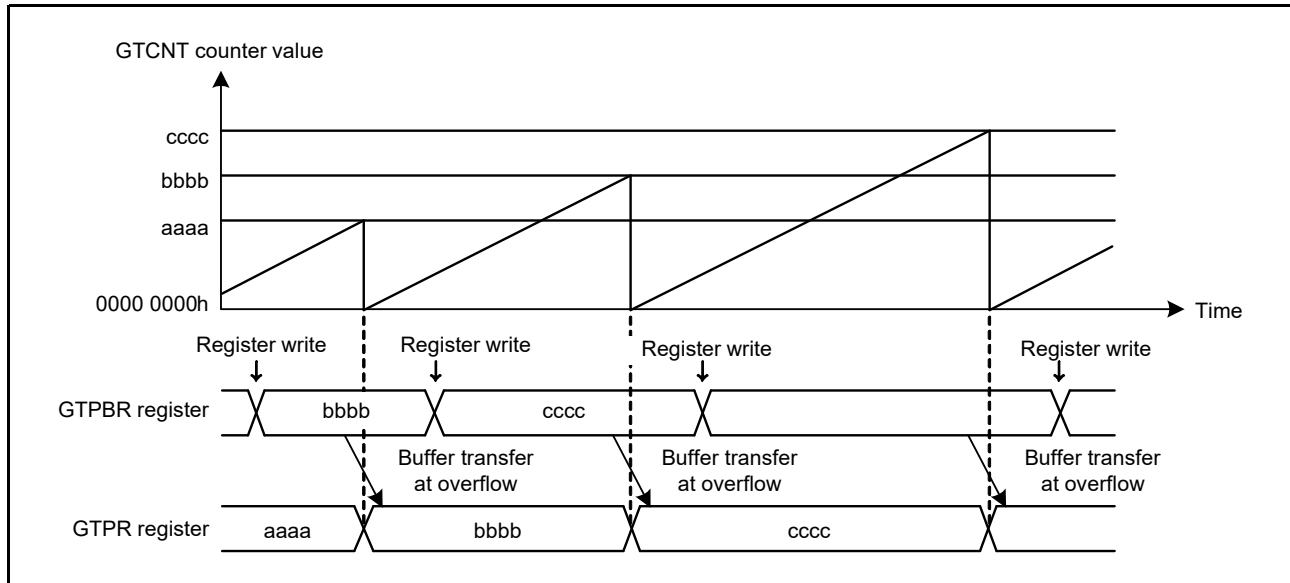 GTCNT counter value
cccc
bbbb
aaaa
0000 0000h
Time
Register write
Register write
Register write
Register write
GTPBR register
bbbb
cccc
Buffer transfer
at overflow
Buffer transfer
at overflow
Buffer transfer
at overflow
GTPR register
aaaa
bbbb
cccc